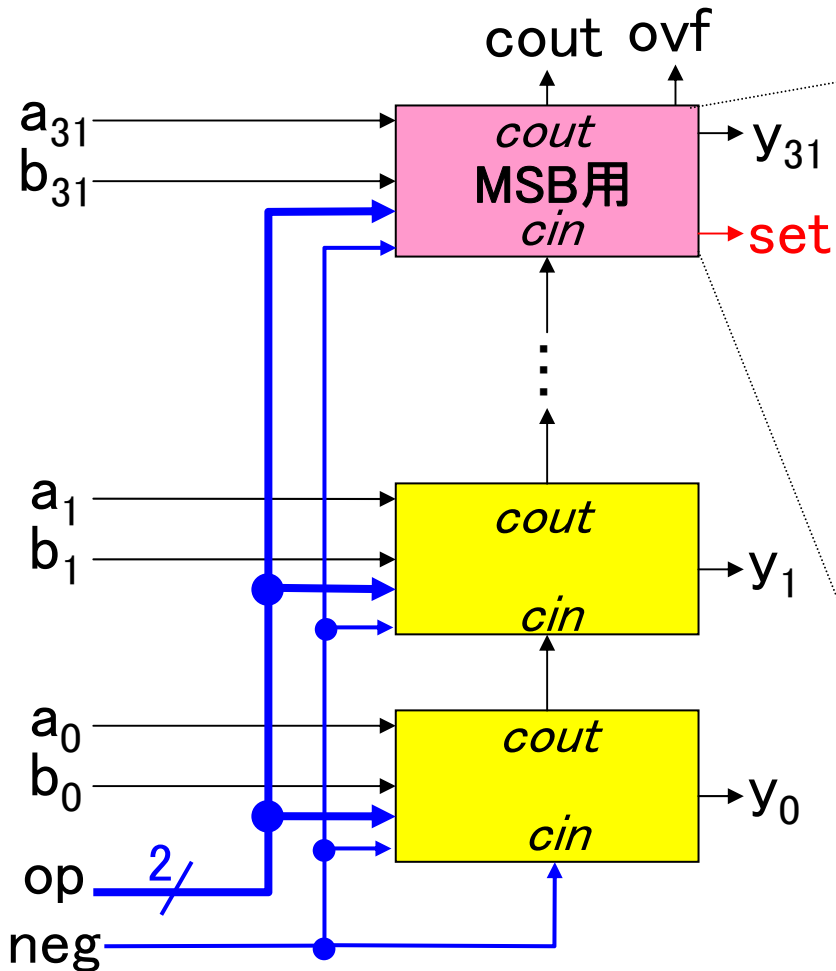 cout ovf
a31
cout
y31
b31
MSB用
cin
set
a1
cout
b1
y1
cin
a0
cout
b0
y0
cin
op
2
neg